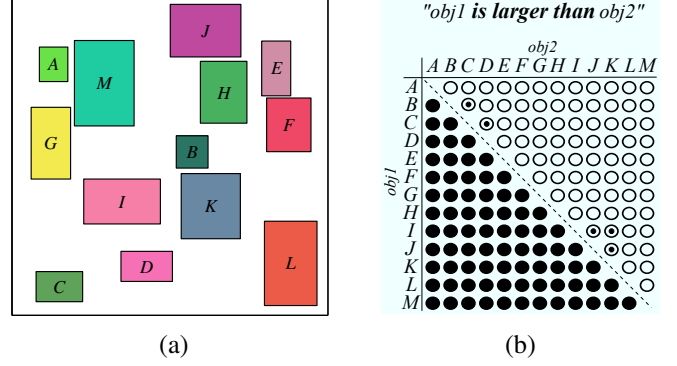 "obj1 is larger than obj2"
J
A
M
E
H
G
F
B
I
K
D
L
C
obj2
A B C D E F G H I J K L M
obj1
A
B
C
D
E
F
G
H
I
J
K
L
M
(a)
(b)